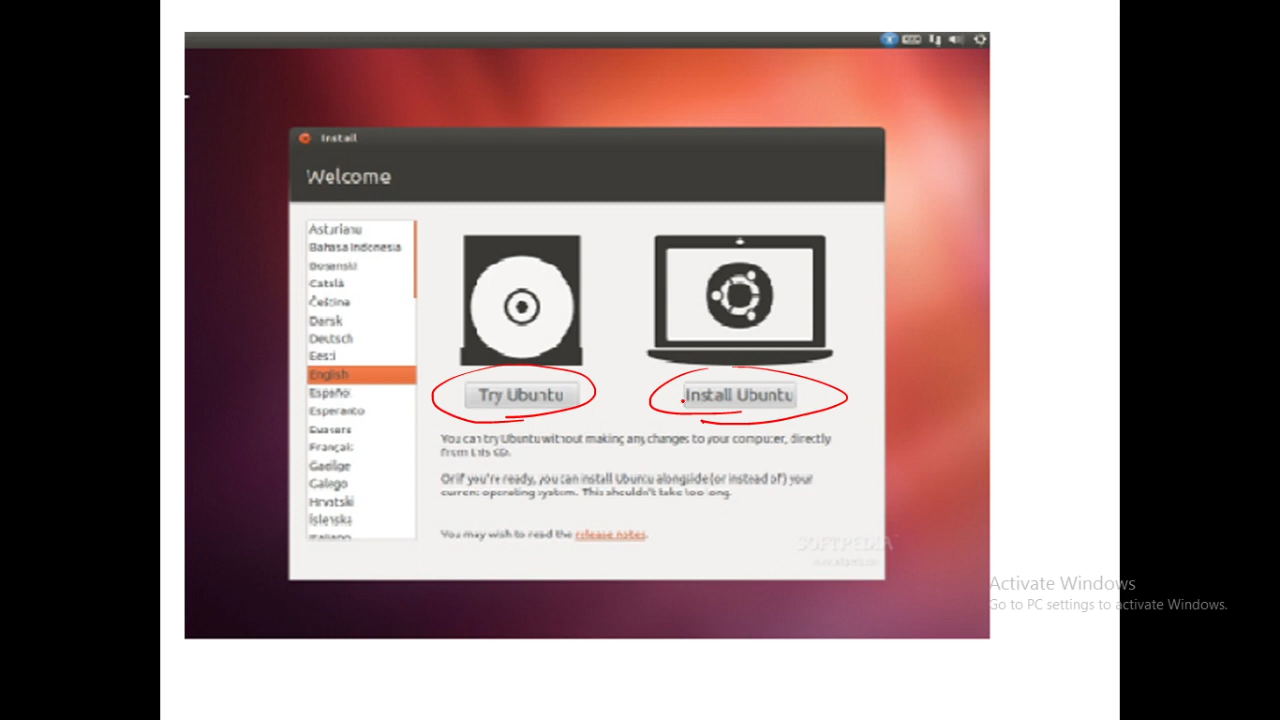 Install
Welcome
Asturianu
Bahasa Indonesia
Bosanski
Català
Čeština
Dansk
Deutsch
Eesti
English
Español
Esperanto
Euskara
Français
Gaeilge
Galego
Hrvatski
Íslenska
Italiano
Try Ubuntu
Install Ubuntu
You can try Ubuntu without making any changes to your computer, directly
from this CD.
Or if you're ready, you can install Ubuntu alongside (or instead of) your
current operating system. This shouldn't take too long.
You may wish to read the release notes.
SOFTPEDIA
Activate Windows
Go to PC settings to activate Windows.